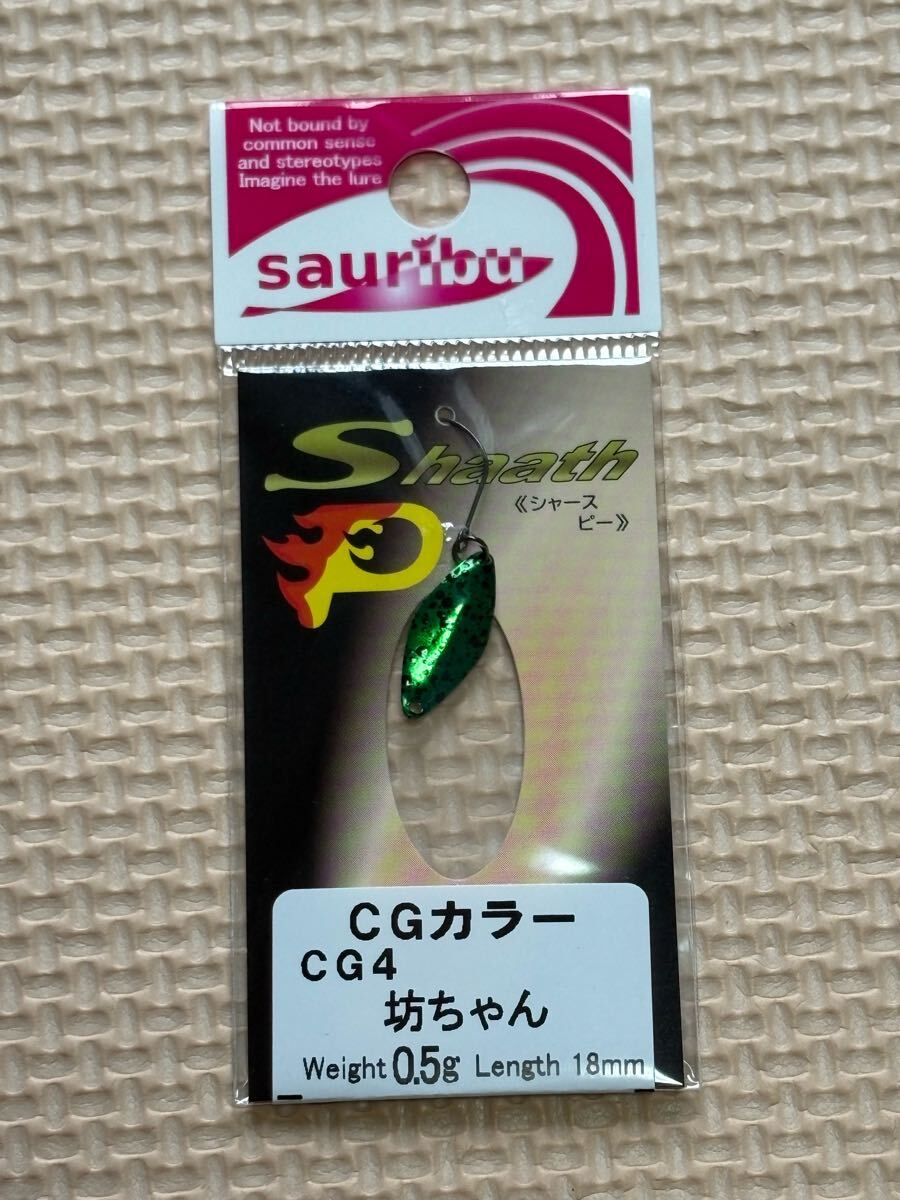 Not bound by
common sense
and stereotypes
Imagine the lure
sauribu
Shaath
《シャース
ピー》
P
CGカラー
CG4
坊ちゃん
Weight 0.5g Length 18mm